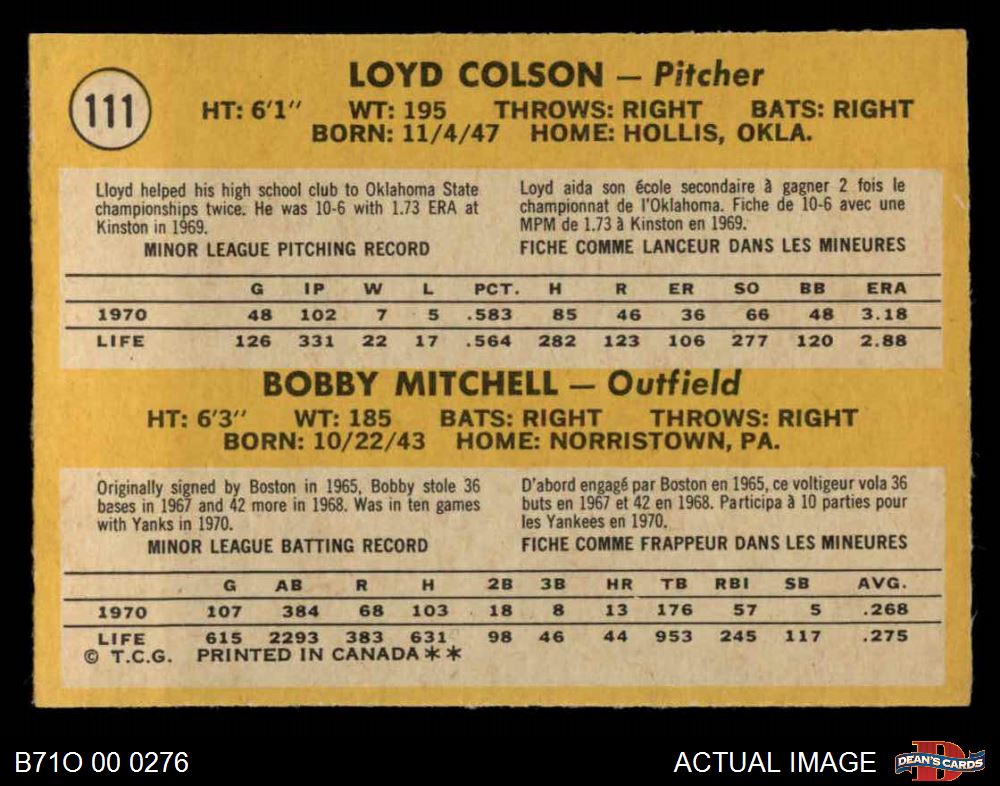 111
LOYD COLSON – Pitcher
HT: 6'1" WT: 195 THROWS: RIGHT BATS: RIGHT
BORN: 11/4/47 HOME: HOLLIS, OKLA.
Lloyd helped his high school club to Oklahoma State
championships twice. He was 10-6 with 1.73 ERA at
Kinston in 1969.
MINOR LEAGUE PITCHING RECORD
Loyd aida son école secondaire à gagner 2 fois le
championnat de l'Oklahoma. Fiche de 10-6 avec une
MPM de 1.73 à Kinston en 1969.
FICHE COMME LANCEUR DANS LES MINEURES
G IP W L PCT. H R ER SO BB ERA
1970 48 102 7 5 .583 85 46 36 66 48 3.18
LIFE 126 331 22 17 .564 282 123 106 277 120 2.88
BOBBY MITCHELL – Outfield
HT: 6'3" WT: 185 BATS: RIGHT THROWS: RIGHT
BORN: 10/22/43 HOME: NORRISTOWN, PA.
Originally signed by Boston in 1965, Bobby stole 36
bases in 1967 and 42 more in 1968. Was in ten games
with Yanks in 1970.
MINOR LEAGUE BATTING RECORD
D'abord engagé par Boston en 1965, ce voltigeur vola 36
buts en 1967 et 42 en 1968. Participa à 10 parties pour
les Yankees en 1970.
FICHE COMME FRAPPEUR DANS LES MINEURES
G AB R H 2B 3B HR TB RBI SB AVG.
1970 107 384 68 103 18 8 13 176 57 5 .268
LIFE 615 2293 383 631 98 46 44 953 245 117 .275
© T.C.G. PRINTED IN CANADA**
B71O 00 0276
ACTUAL IMAGE
D
DEAN'S CARDS